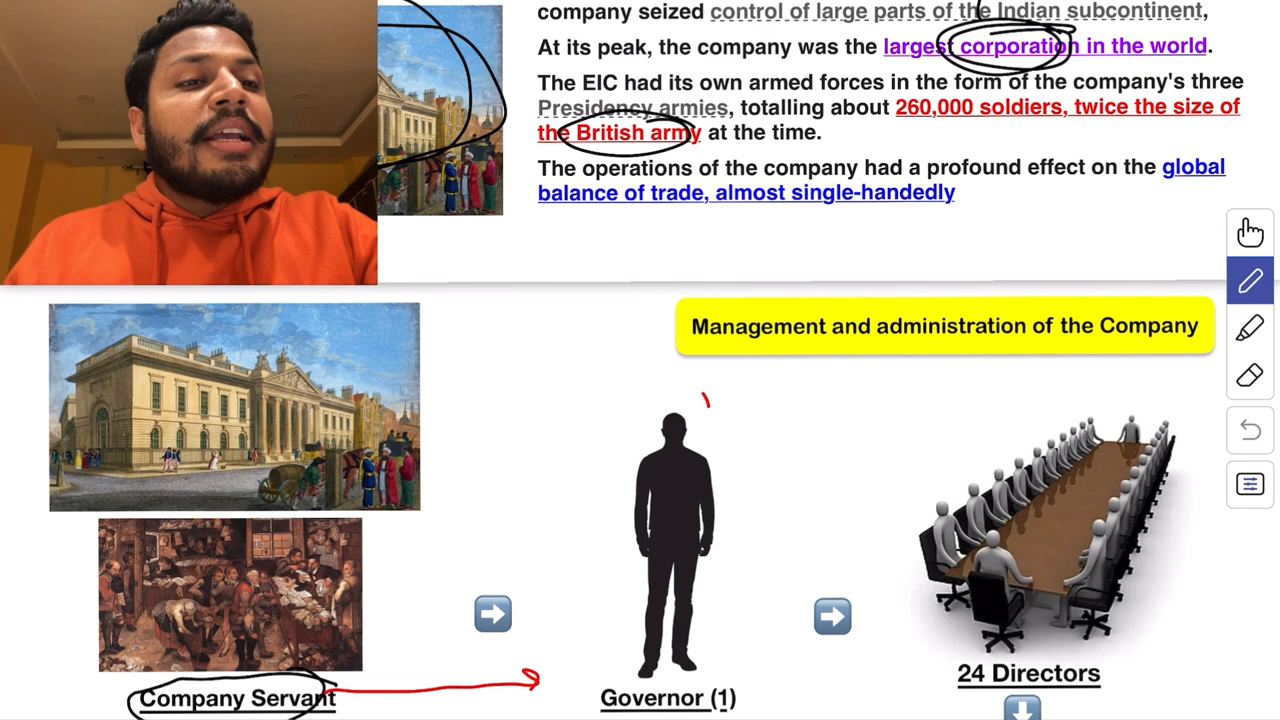 company seized control of large parts of the Indian subcontinent,
At its peak, the company was the largest corporation in the world.
The EIC had its own armed forces in the form of the company's three
Presidency armies, totalling about 260,000 soldiers, twice the size of
the British army at the time.
The operations of the company had a profound effect on the global
balance of trade, almost single-handedly
Management and administration of the Company
Company Servant
Governor (1)
24 Directors